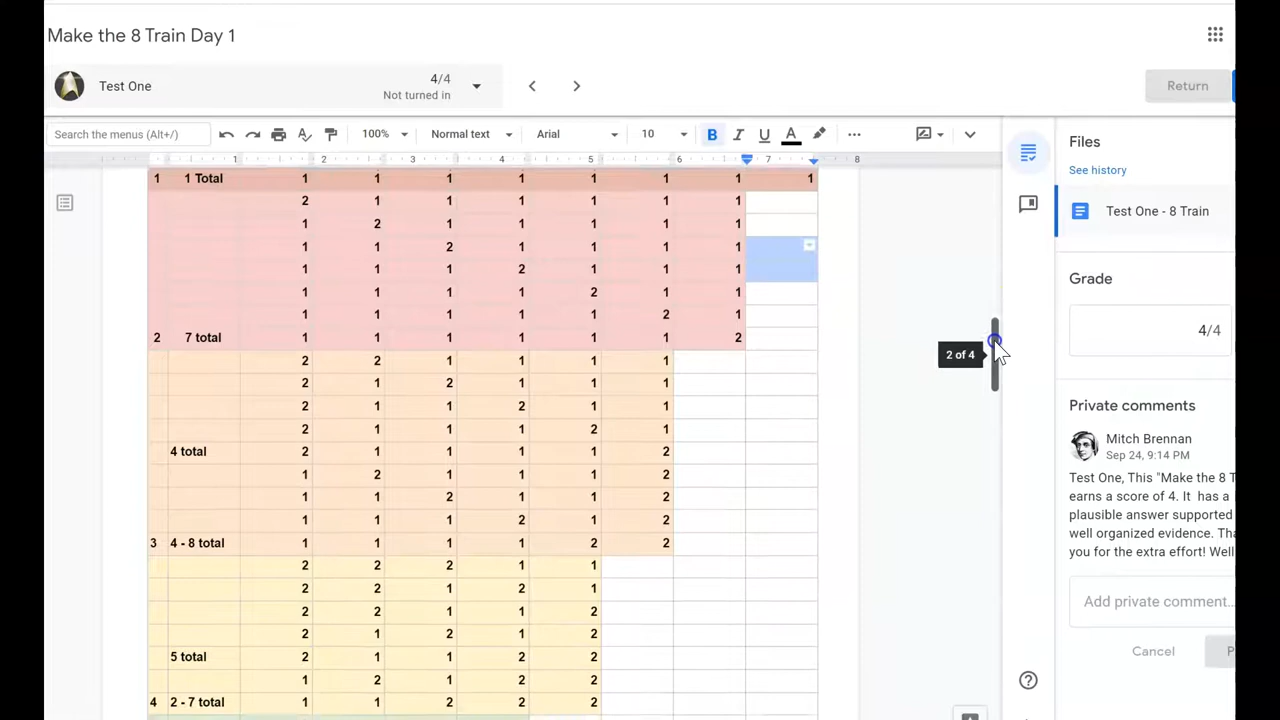 Make the 8 Train Day 1
Test One
4/4
Not turned in
Return
Search the menus (Alt+/)
100%
Normal text
Arial
10
B
I
U
A
1 2 3 4 5 6 7 8
1 1 Total 1 1 1 1 1 1 1 1
2 1 1 1 1 1 1
1 2 1 1 1 1 1
1 1 2 1 1 1 1
1 1 1 2 1 1 1
1 1 1 1 2 1 1
1 1 1 1 1 2 1
2 7 total 1 1 1 1 1 1 2
2 2 1 1 1 1
2 1 2 1 1 1
2 1 1 2 1 1
2 1 1 1 2 1
4 total 2 1 1 1 1 2
1 2 1 1 1 2
1 1 2 1 1 2
1 1 1 2 1 2
3 4 - 8 total 1 1 1 1 2 2
2 2 2 1 1
2 2 1 2 1
2 2 1 1 2
2 1 2 1 2
5 total 2 1 1 2 2
1 2 1 2 2
4 2 - 7 total 1 1 2 2 2
2 of 4
Files
See history
Test One - 8 Train
Grade
4/4
Private comments
Mitch Brennan
Sep 24, 9:14 PM
Test One, This "Make the 8 T
earns a score of 4. It has a
plausible answer supported
well organized evidence. Tha
you for the extra effort! Well
Add private comment...
Cancel
P